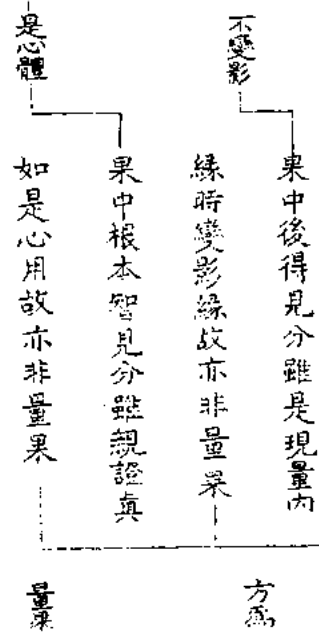 不變影
果中後得見分雖是現量內
緣時變影緣故亦非量果
方為
是心體
果中根本智見分雖親證真
如是心用故亦非量果
量果